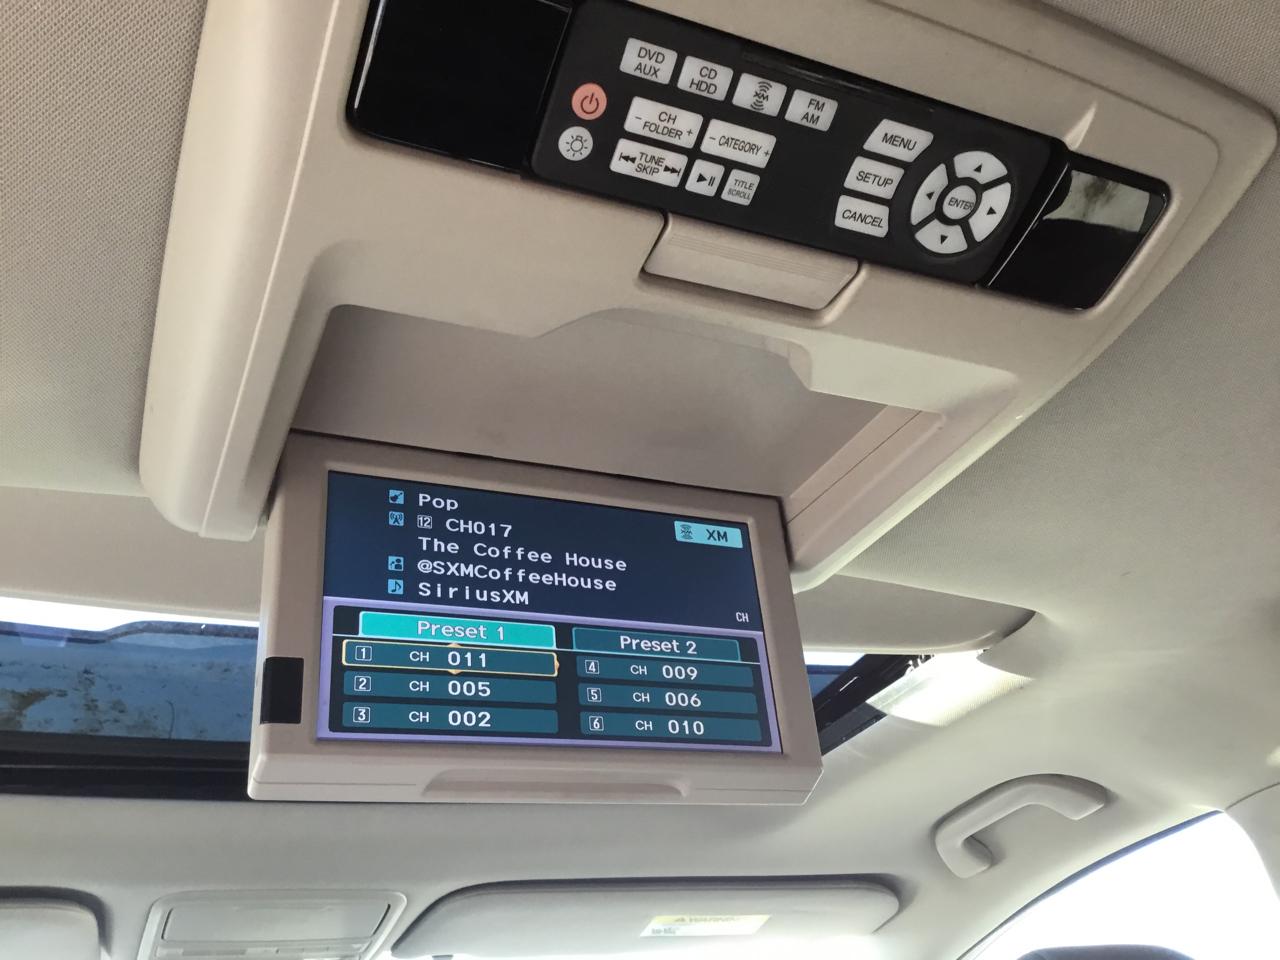 DVD
AUX
CD
HDD
XM
FM
AM
- CH
FOLDER +
- CATEGORY +
TUNE
SKIP
TITLE
SCROLL
MENU
SETUP
CANCEL
ENTER
Pop
12 CH017
XM
The Coffee House
@SXMCoffeeHouse
SiriusXM
CH
Preset 1
Preset 2
1 CH 011
4 CH 009
2 CH 005
5 CH 006
3 CH 002
6 CH 010
WARNING